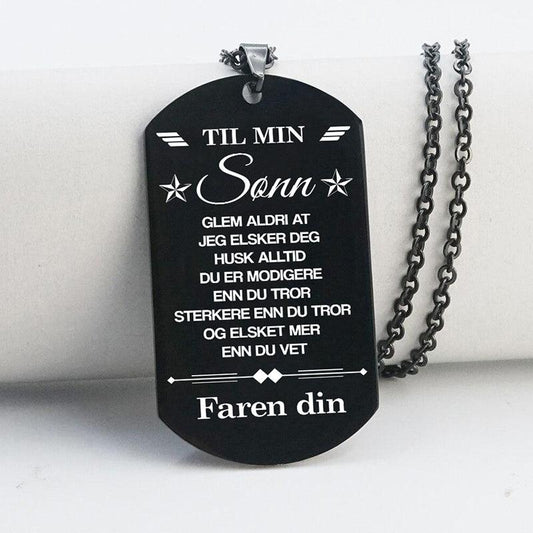 TIL MIN
Sønn
GLEM ALDRI AT
JEG ELSKER DEG
HUSK ALLTID
DU ER MODIGERE
ENN DU TROR
STERKERE ENN DU TROR
OG ELSKET MER
ENN DU VET
Faren din